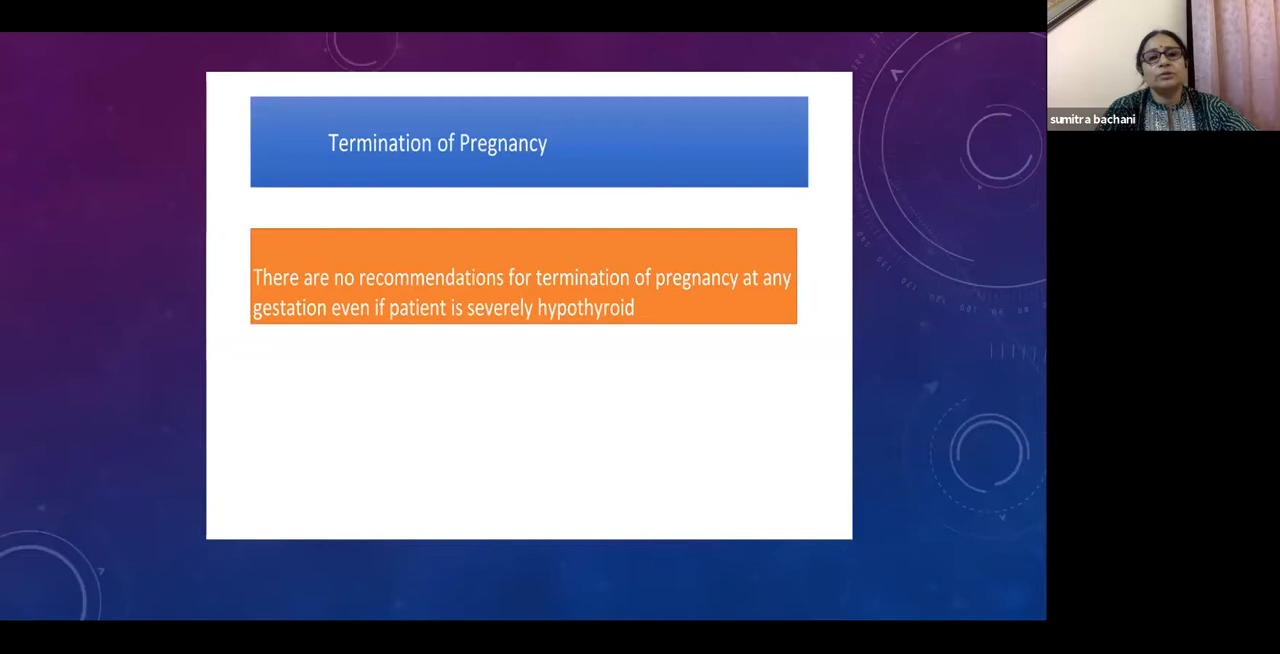 Termination of Pregnancy
There are no recommendations for termination of pregnancy at any
gestation even if patient is severely hypothyroid
sumitra bachani